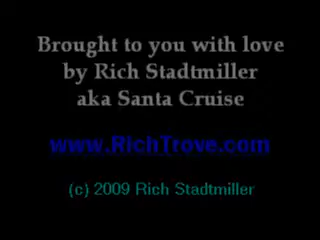 Brought to you with love
by Rich Stadtmiller
aka Santa Cruise
www.RichTrove.com
(c) 2009 Rich Stadtmiller